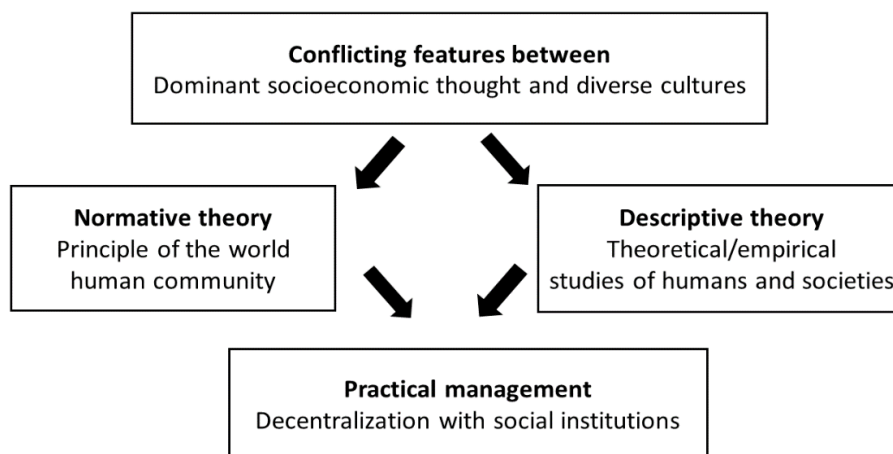 Conflicting features between
Dominant socioeconomic thought and diverse cultures
Normative theory
Principle of the world
human community
Descriptive theory
Theoretical/empirical
studies of humans and societies
Practical management
Decentralization with social institutions